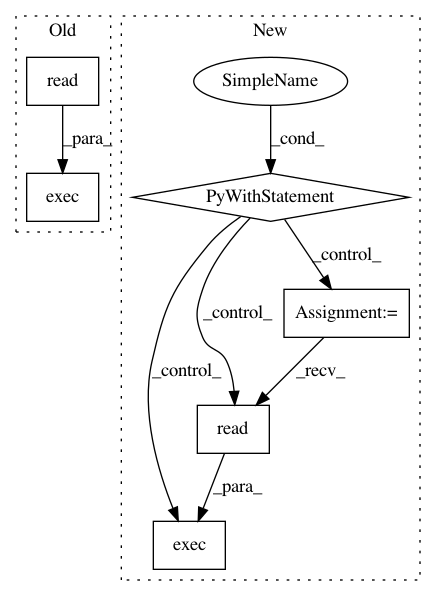 Old
New
read
SimpleName
_para_
_cond_
exec
PyWithStatement
_control_
_control_
Assignment:=
_control_
_recv_
read
_para_
exec